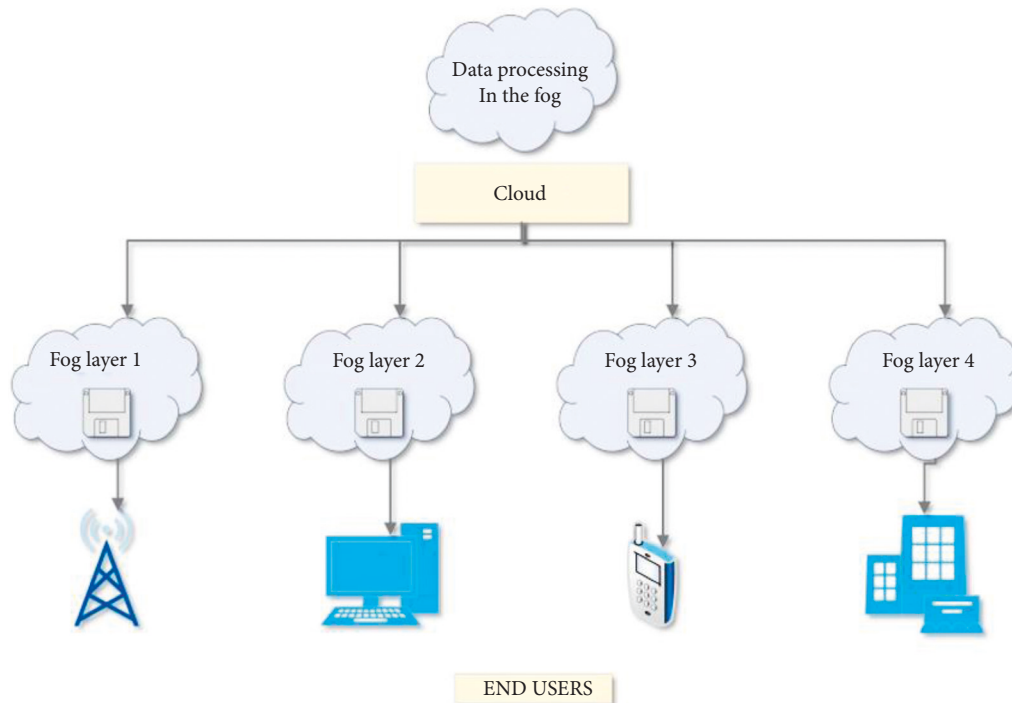 Data processing
In the fog
Cloud
Fog layer 1
Fog layer 2
Fog layer 3
Fog layer 4
END USERS